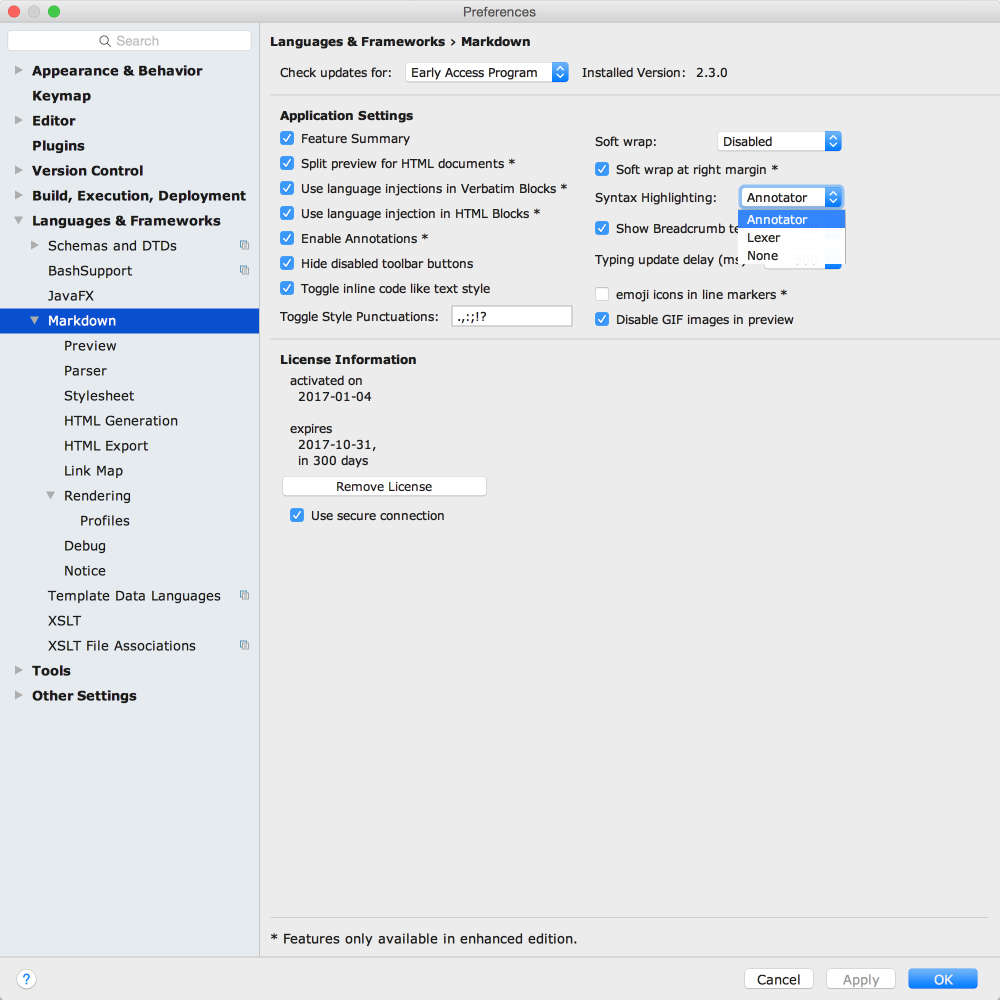 Preferences
Search
Appearance & Behavior
Keymap
Editor
Plugins
Version Control
Build, Execution, Deployment
Languages & Frameworks
Schemas and DTDs
BashSupport
JavaFX
Markdown
Preview
Parser
Stylesheet
HTML Generation
HTML Export
Link Map
Rendering
Profiles
Debug
Notice
Template Data Languages
XSLT
XSLT File Associations
Tools
Other Settings
?
Languages & Frameworks › Markdown
Check updates for: Early Access Program Installed Version: 2.3.0
Application Settings
Feature Summary
Split preview for HTML documents *
Use language injections in Verbatim Blocks *
Use language injection in HTML Blocks *
Enable Annotations *
Hide disabled toolbar buttons
Toggle inline code like text style
Toggle Style Punctuations: .,:;!?
Soft wrap: Disabled
Soft wrap at right margin *
Syntax Highlighting: Annotator
Annotator
Lexer
None
Show Breadcrumb te
Typing update delay (ms)
emoji icons in line markers *
Disable GIF images in preview
License Information
activated on
2017-01-04
expires
2017-10-31,
in 300 days
Remove License
Use secure connection
* Features only available in enhanced edition.
Cancel Apply OK